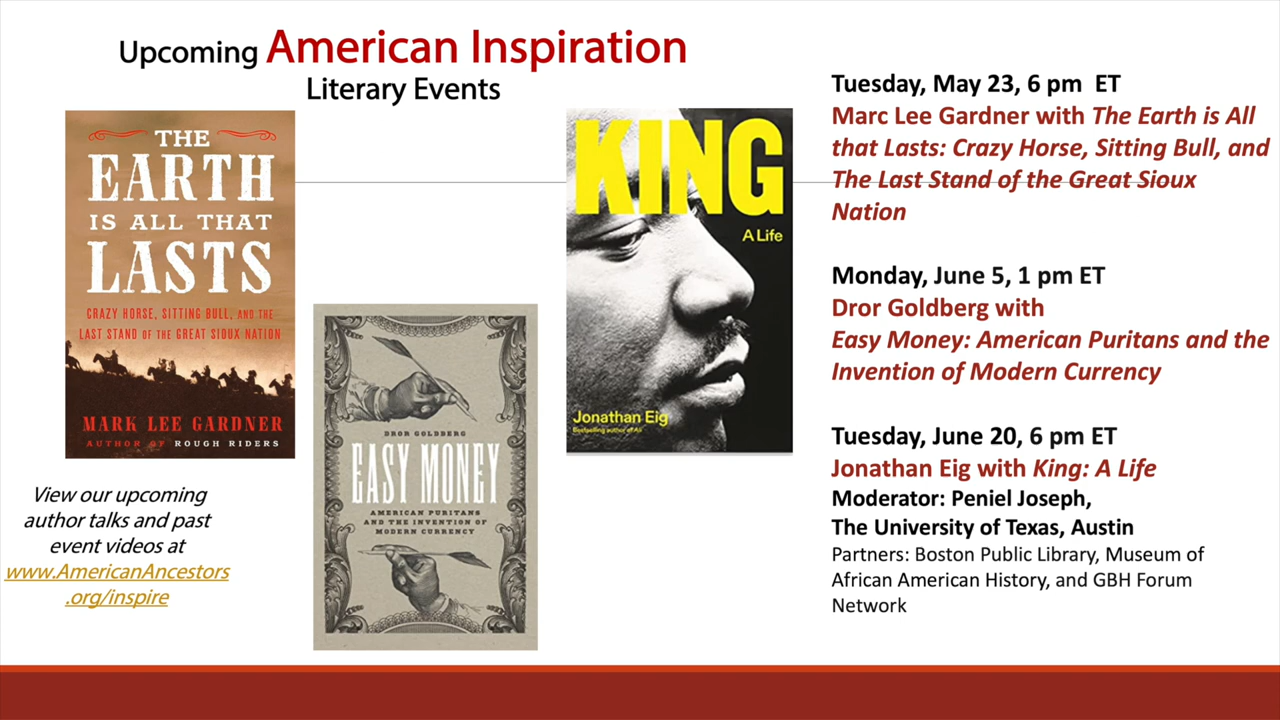 Upcoming American Inspiration
Literary Events
THE
EARTH
IS ALL THAT
LASTS
CRAZY HORSE, SITTING BULL, AND THE
LAST STAND OF THE GREAT SIOUX NATION
MARK LEE GARDNER
AUTHOR OF ROUGH RIDERS
View our upcoming
author talks and past
event videos at
www.AmericanAncestors
.org/inspire
DROR GOLDBERG
EASY MONEY
AMERICAN PURITANS
AND THE INVENTION OF
MODERN CURRENCY
KING
A Life
Jonathan Eig
Bestselling author of Ali
Tuesday, May 23, 6 pm ET
Marc Lee Gardner with The Earth is All
that Lasts: Crazy Horse, Sitting Bull, and
The Last Stand of the Great Sioux
Nation
Monday, June 5, 1 pm ET
Dror Goldberg with
Easy Money: American Puritans and the
Invention of Modern Currency
Tuesday, June 20, 6 pm ET
Jonathan Eig with King: A Life
Moderator: Peniel Joseph,
The University of Texas, Austin
Partners: Boston Public Library, Museum of
African American History, and GBH Forum
Network